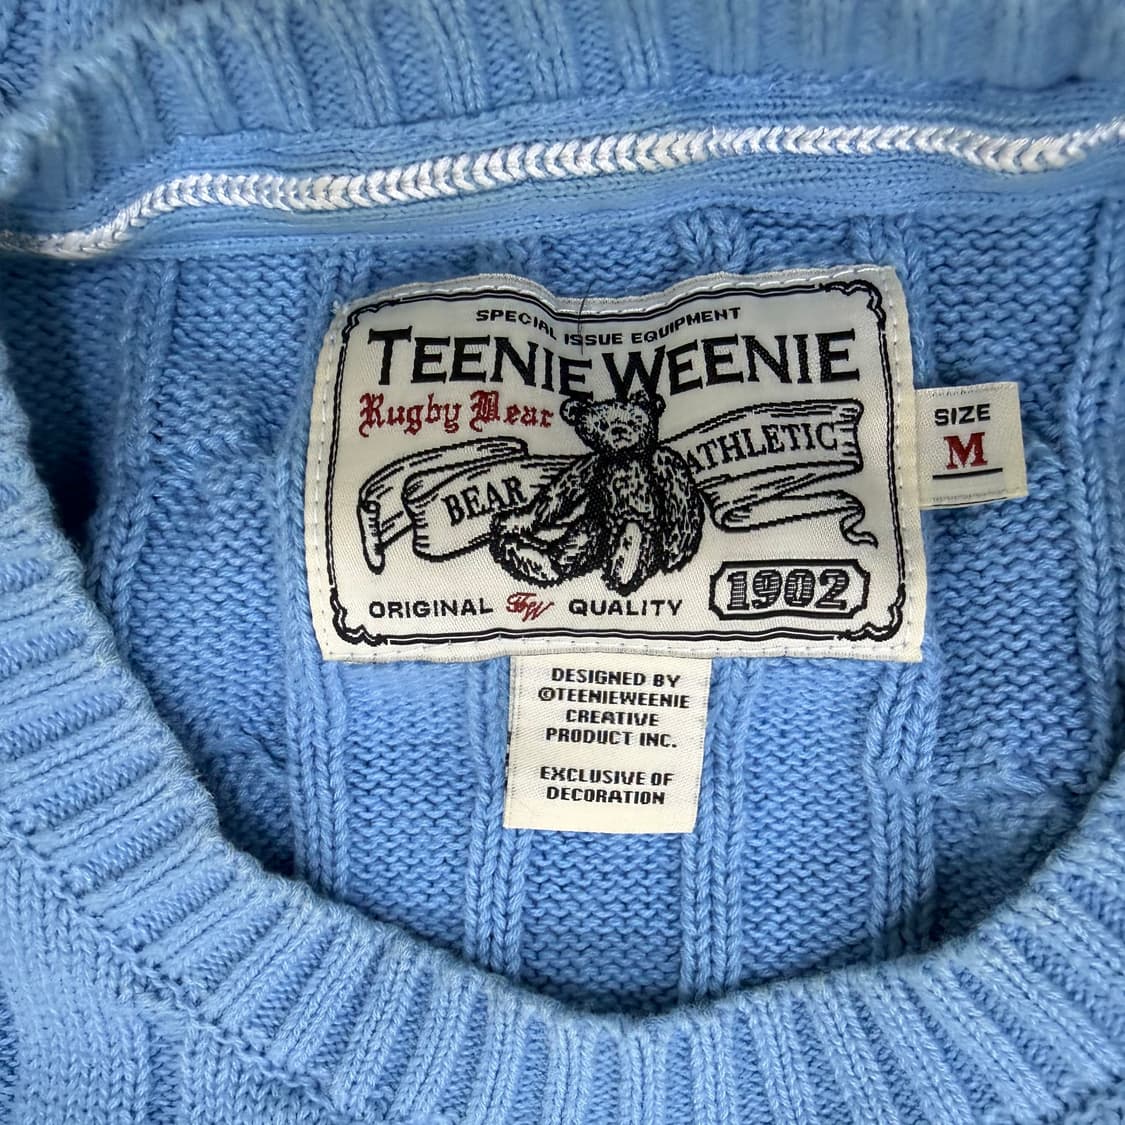 SPECIAL ISSUE EQUIPMENT
TEENIE WEENIE
Rugby Bear
BEAR ATHLETIC
1902
ORIGINAL TW QUALITY
SIZE
M
DESIGNED BY
©TEENIEWEENIE
CREATIVE
PRODUCT INC.
EXCLUSIVE OF
DECORATION